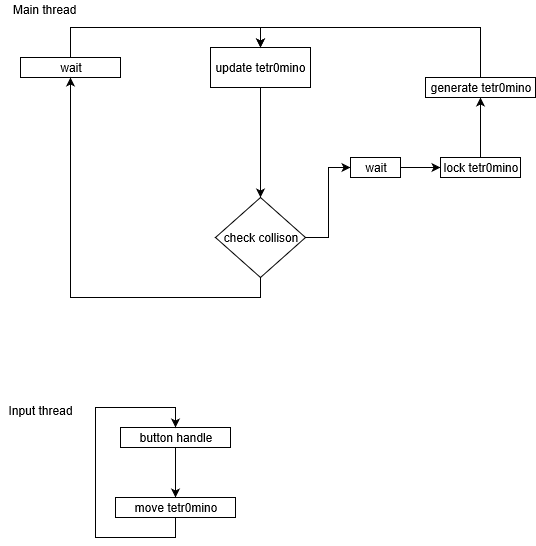 Main thread
wait
update tetr0mino
generate tetr0mino
wait
lock tetr0mino
check collison
Input thread
button handle
move tetr0mino